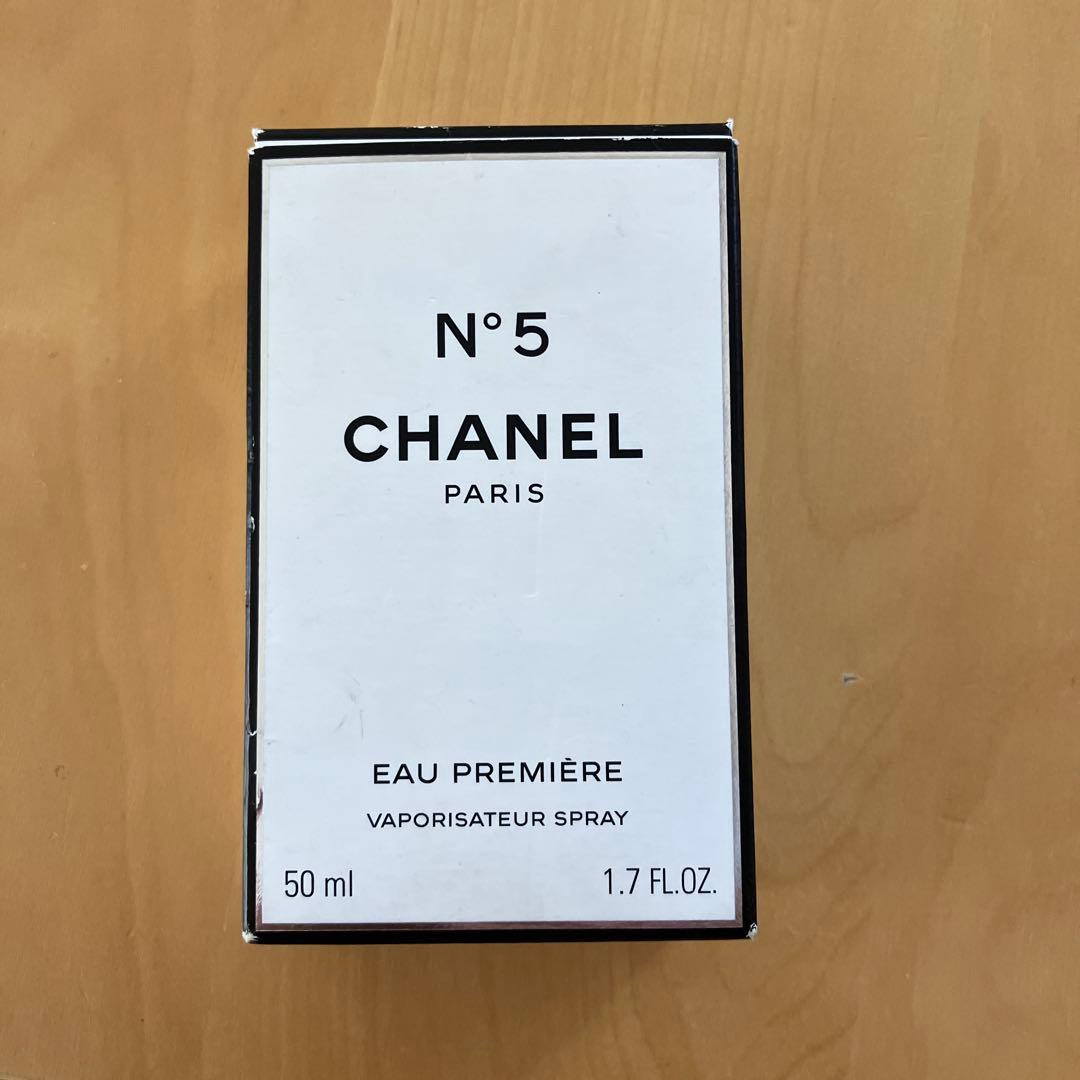 N°5
CHANEL
PARIS
EAU PREMIÈRE
VAPORISATEUR SPRAY
50 ml 1.7 FL.OZ.